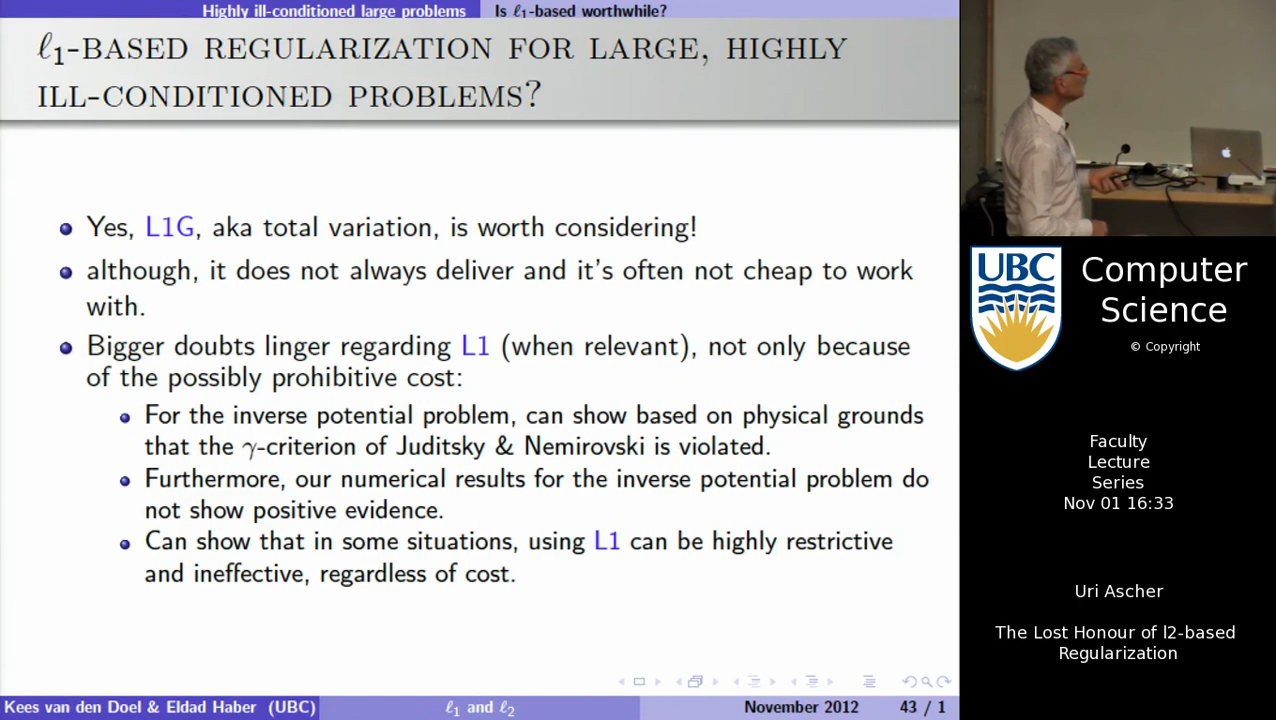 Highly ill-conditioned large problems Is ℓ1-based worthwhile?
ℓ1-BASED REGULARIZATION FOR LARGE, HIGHLY
ILL-CONDITIONED PROBLEMS?
Yes, L1G, aka total variation, is worth considering!
although, it does not always deliver and it's often not cheap to work
with.
Bigger doubts linger regarding L1 (when relevant), not only because
of the possibly prohibitive cost:
For the inverse potential problem, can show based on physical grounds
that the γ-criterion of Juditsky & Nemirovski is violated.
Furthermore, our numerical results for the inverse potential problem do
not show positive evidence.
Can show that in some situations, using L1 can be highly restrictive
and ineffective, regardless of cost.
Kees van den Doel & Eldad Haber (UBC) ℓ1 and ℓ2 November 2012 43 / 1
UBC
Computer
Science
© Copyright
Faculty
Lecture
Series
Nov 01 16:33
Uri Ascher
The Lost Honour of l2-based
Regularization